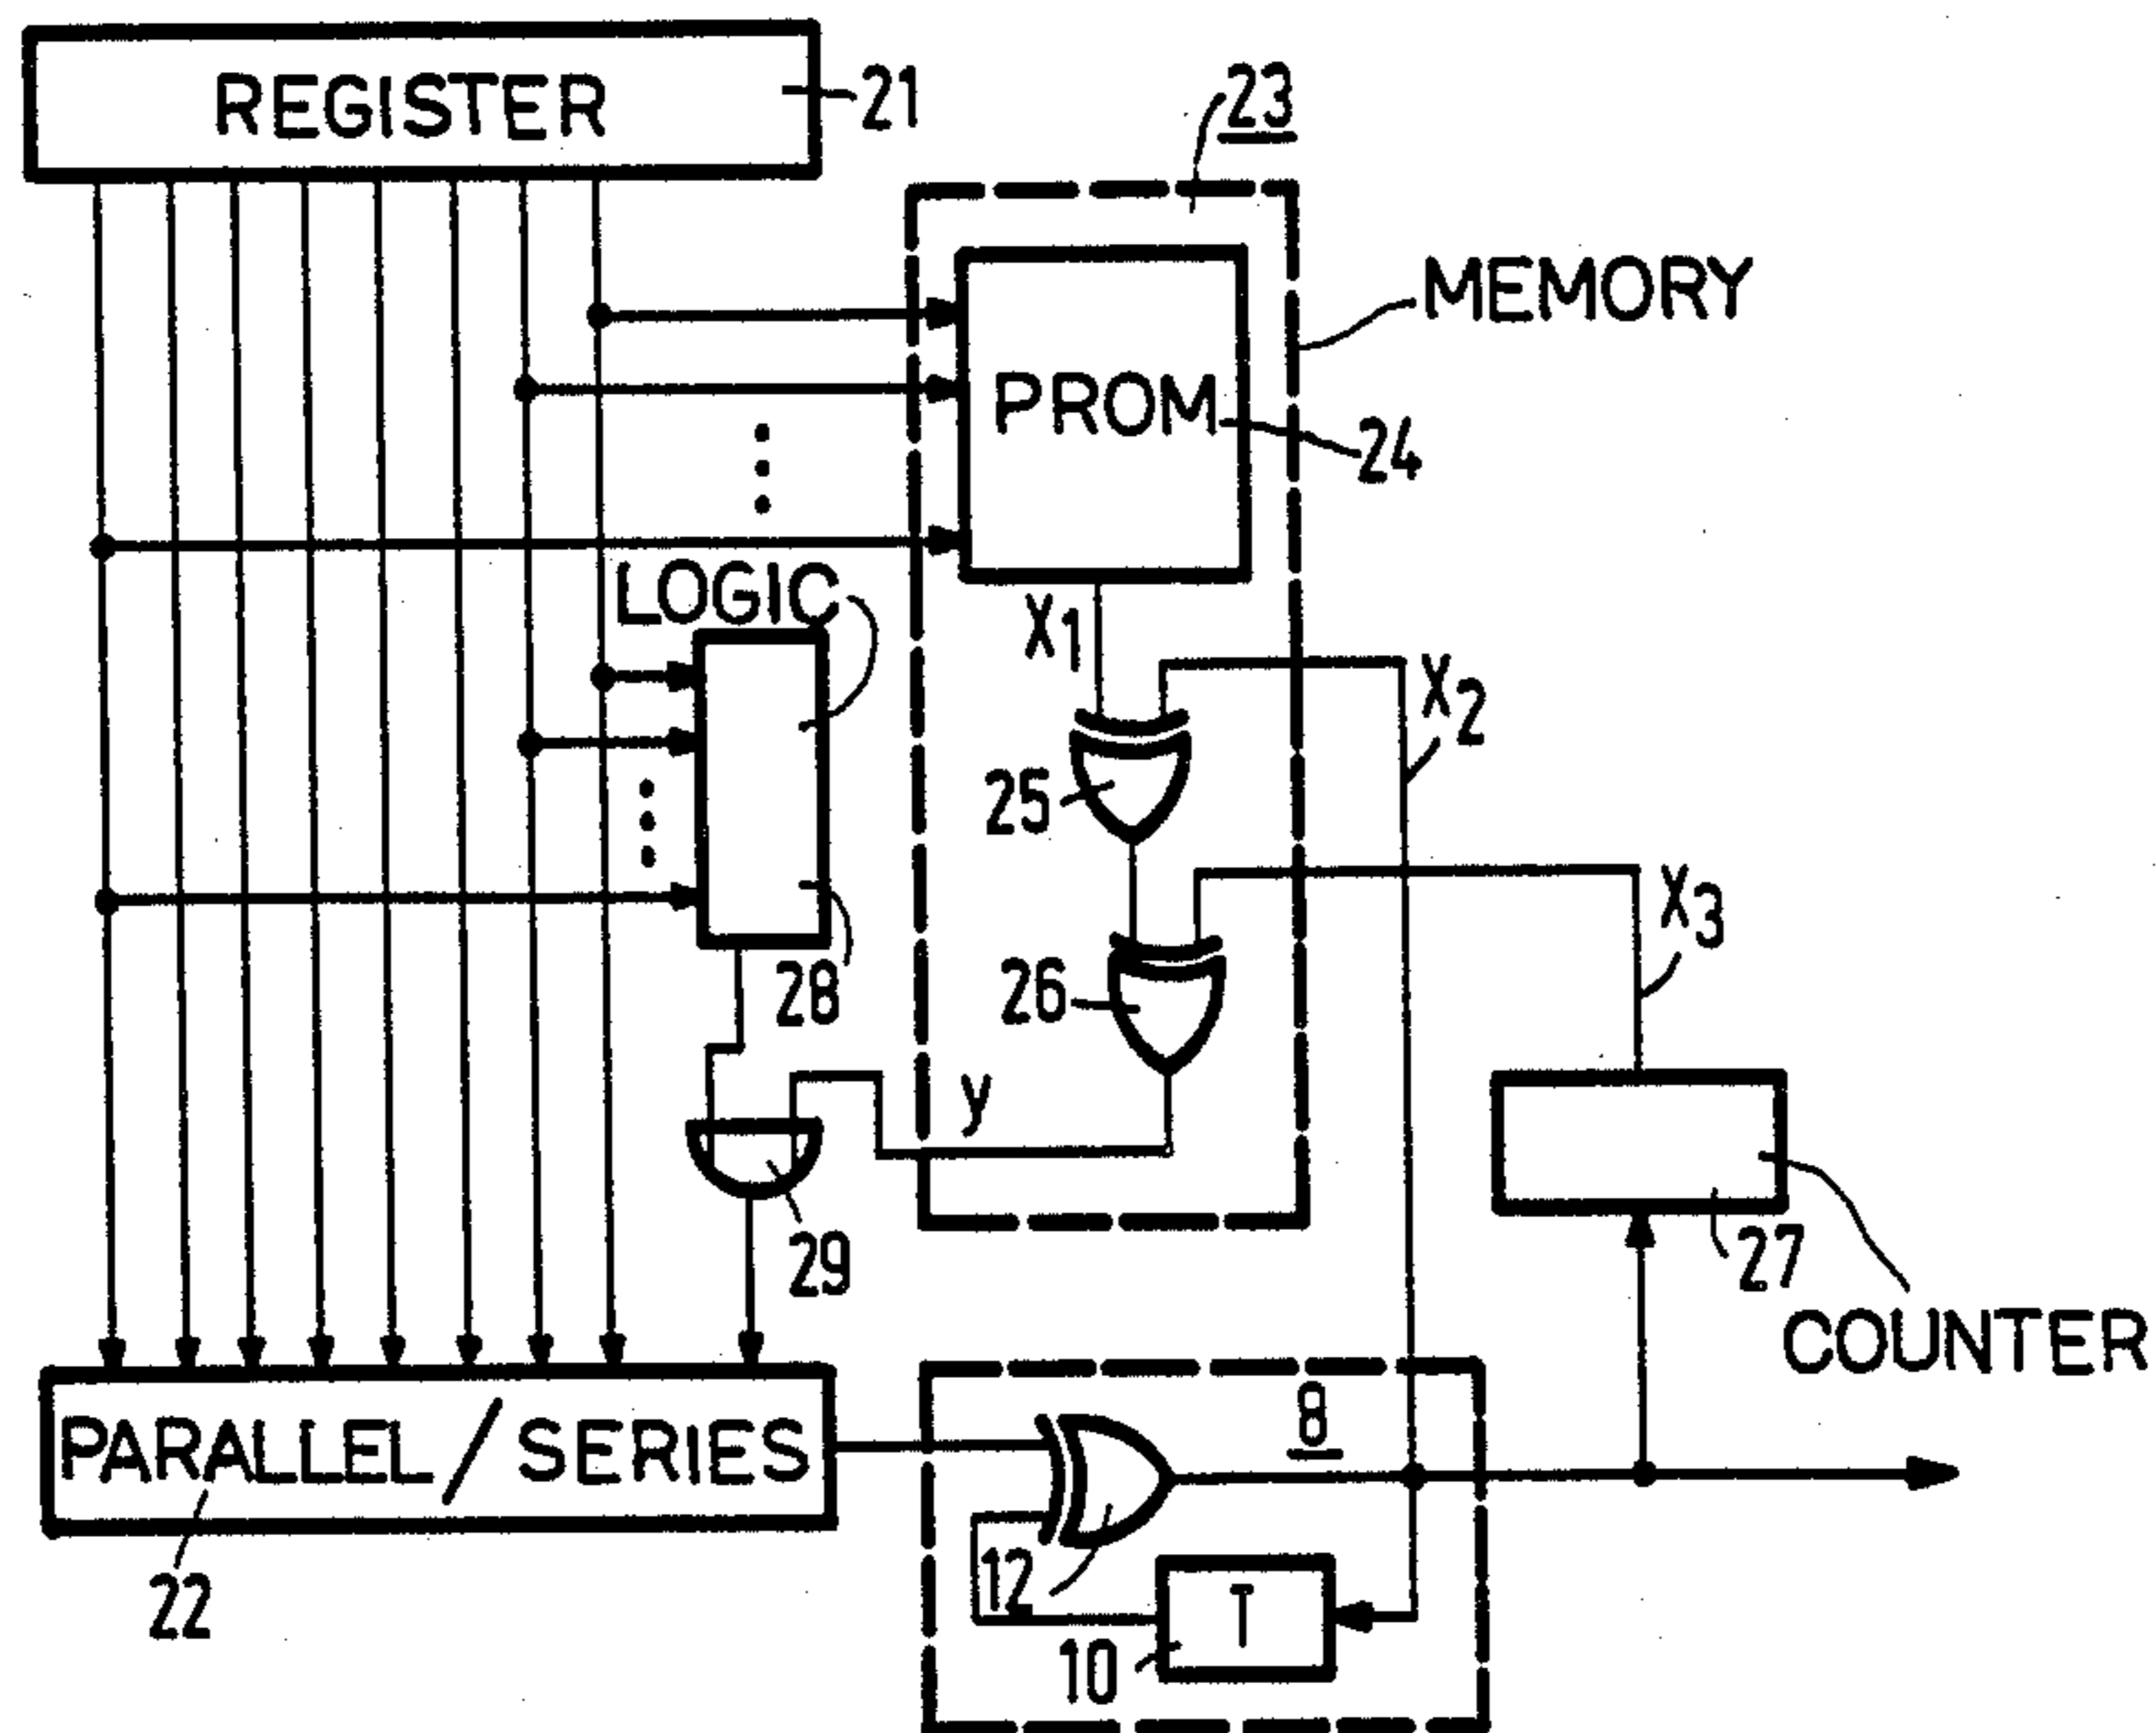 REGISTER
21
23
MEMORY
PROM
24
LOGIC
X1
X2
25
X3
26
28
y
29
27
COUNTER
8
PARALLEL/SERIES
12
T
22
10